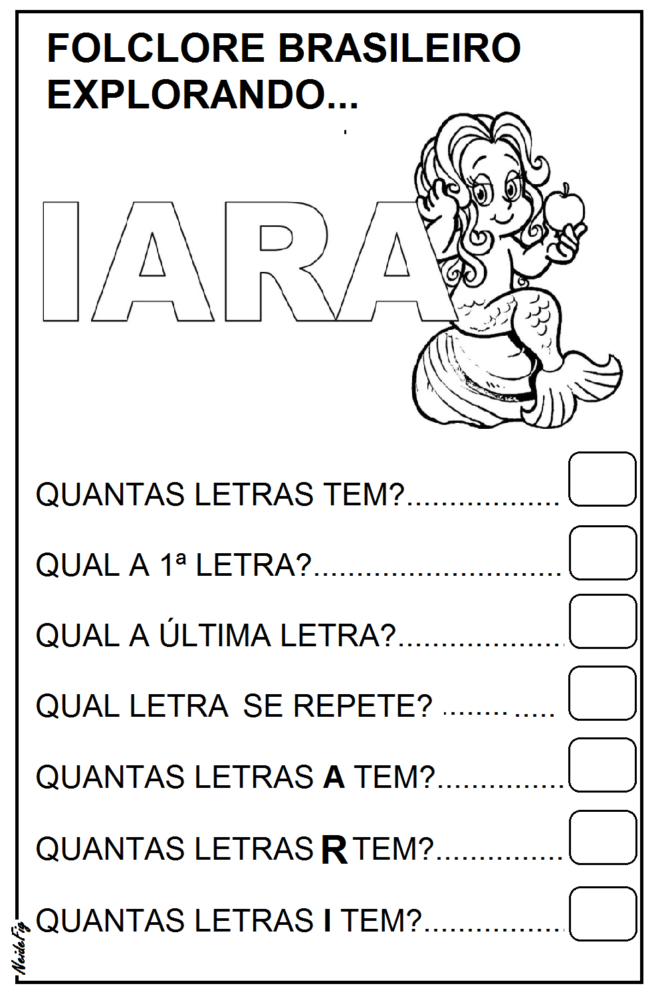 FOLCLORE BRASILEIRO
EXPLORANDO...
IARA
QUANTAS LETRAS TEM?..................
QUAL A 1ª LETRA?.............................
QUAL A ÚLTIMA LETRA?....................
QUAL LETRA  SE REPETE? ........ .....
QUANTAS LETRAS A TEM?...............
QUANTAS LETRAS R TEM?...............
QUANTAS LETRAS I TEM?.................
NeideFig